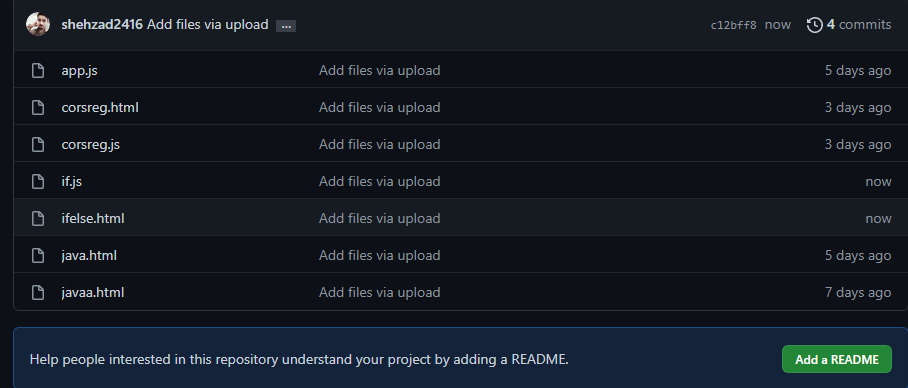 shehzad2416 Add files via upload ... c12bff8 now 4 commits
app.js Add files via upload 5 days ago
corsreg.html Add files via upload 3 days ago
corsreg.js Add files via upload 3 days ago
if.js Add files via upload now
ifelse.html Add files via upload now
java.html Add files via upload 5 days ago
javaa.html Add files via upload 7 days ago
Help people interested in this repository understand your project by adding a README. Add a README